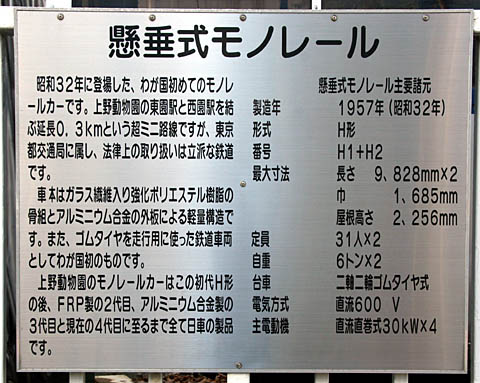 懸垂式モノレール
昭和32年に登場した、わが国初めてのモノレ
ールカーです。上野動物園の東園駅と西園駅を結
ぶ延長0.3kmという超ミニ路線ですが、東京
都交通局に属し、法律上の取り扱いは立派な鉄道
です。
車体はガラス繊維入り強化ポリエステル樹脂の
骨組とアルミニウム合金の外板による軽量構造で
す。また、ゴムタイヤを走行用に使った鉄道車両
としてわが国初のものです。
上野動物園のモノレールカーはこの初代H形
の後、FRP製の2代目、アルミニウム合金製の
3代目と現在の4代目に至るまで全て日車の製品
です。
懸垂式モノレール主要諸元
製造年 1957年(昭和32年)
形式 H形
番号 H1+H2
最大寸法 長さ 9,828mm×2
巾 1,685mm
屋根高さ 2,256mm
定員 31人×2
自重 6トン×2
台車 二軸二輪ゴムタイヤ式
電気方式 直流600 V
主電動機 直流直巻式30kW×4